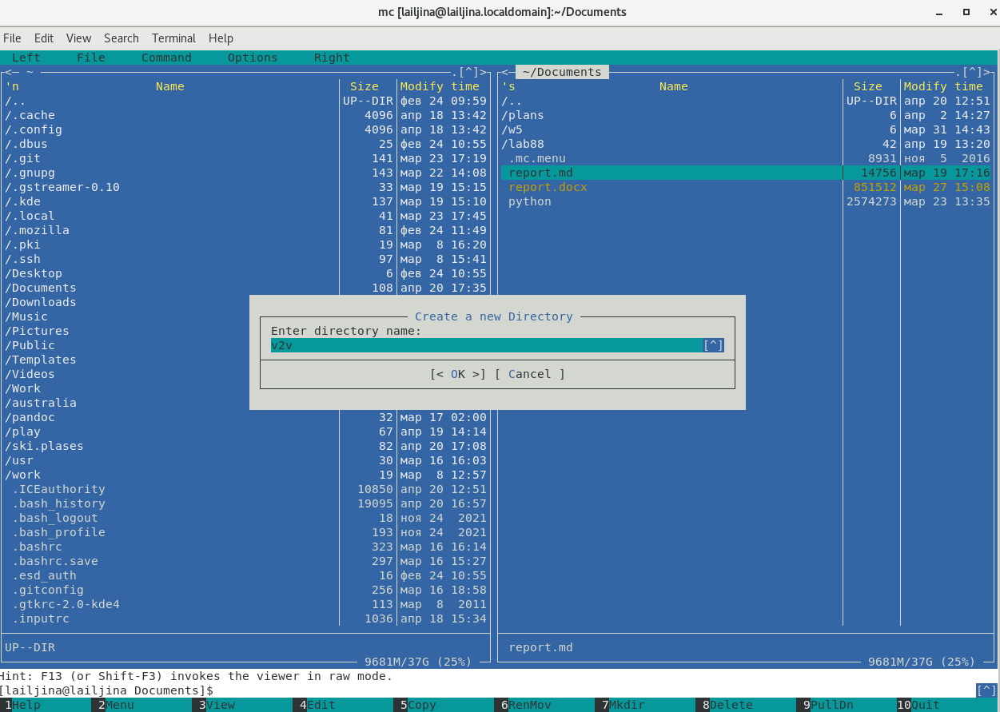 mc [lailjina@lailjina.localdomain]:~/Documents
File Edit View Search Terminal Help
Left File Command Options Right
<─ ~ .[^]> <─ ~/Documents .[^]>
'n Name Size Modify time 's Name Size Modify time
/.. UP--DIR фев 24 09:59 /.. UP--DIR апр 20 12:51
/.cache 4096 апр 18 13:42 /plans 6 апр 2 14:27
/.config 4096 апр 18 13:42 /w5 6 мар 31 14:43
/.dbus 25 фев 24 10:55 /lab88 42 апр 19 13:20
/.git 141 мар 23 17:19 .mc.menu 8931 ноя 5 2016
/.gnupg 143 мар 22 14:08 report.md 14756 мар 19 17:16
/.gstreamer-0.10 33 мар 19 15:15 report.docx 851512 мар 27 15:08
/.kde 137 мар 19 15:10 python 2574273 мар 23 13:35
/.local 41 мар 23 17:45
/.mozilla 81 фев 24 11:49
/.pki 19 мар 8 16:20
/.ssh 97 мар 8 15:41
/Desktop 6 фев 24 10:55
/Documents 108 апр 20 17:35
/Downloads
/Music Create a new Directory
/Pictures Enter directory name:
/Public v2v [^]
/Templates
/Videos [< OK >] [ Cancel ]
/Work
/australia
/pandoc 32 мар 17 02:00
/play 67 апр 19 14:14
/ski.plases 82 апр 20 17:08
/usr 30 мар 16 16:03
/work 19 мар 8 12:57
.ICEauthority 10850 апр 20 12:51
.bash_history 19095 апр 20 16:57
.bash_logout 18 ноя 24 2021
.bash_profile 193 ноя 24 2021
.bashrc 323 мар 16 16:14
.bashrc.save 297 мар 16 15:27
.esd_auth 16 фев 24 10:55
.gitconfig 256 мар 16 18:58
.gtkrc-2.0-kde4 113 мар 8 2011
.inputrc 1036 апр 18 15:34
UP--DIR report.md
9681M/37G (25%) 9681M/37G (25%)
Hint: F13 (or Shift-F3) invokes the viewer in raw mode.
[lailjina@lailjina Documents]$ [^]
1Help 2Menu 3View 4Edit 5Copy 6RenMov 7Mkdir 8Delete 9PullDn 10Quit